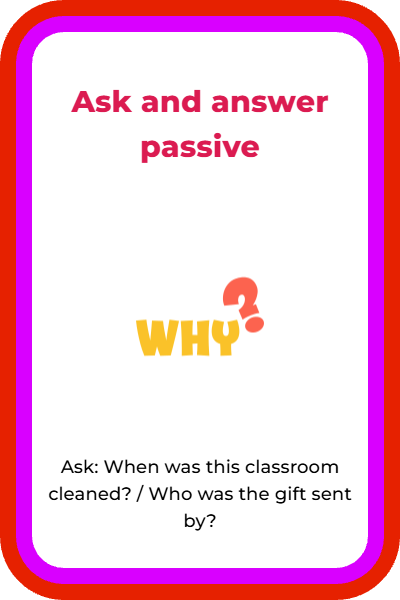 Ask and answer
passive
WHY?
Ask: When was this classroom
cleaned? / Who was the gift sent
by?